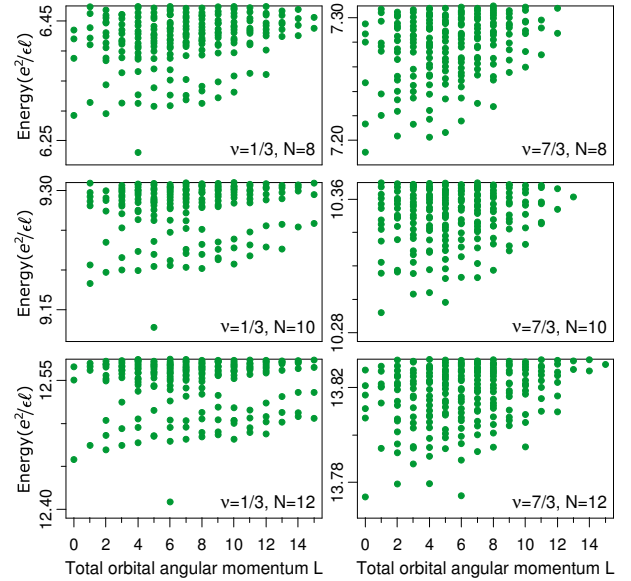 Energy(e²/εℓ)
6.45
6.25
ν=1/3, N=8
7.30
7.20
ν=7/3, N=8
Energy(e²/εℓ)
9.30
9.15
ν=1/3, N=10
10.36
10.28
ν=7/3, N=10
Energy(e²/εℓ)
12.55
12.40
ν=1/3, N=12
13.82
13.78
ν=7/3, N=12
0 2 4 6 8 10 12 14
0 2 4 6 8 10 12 14
Total orbital angular momentum L
Total orbital angular momentum L